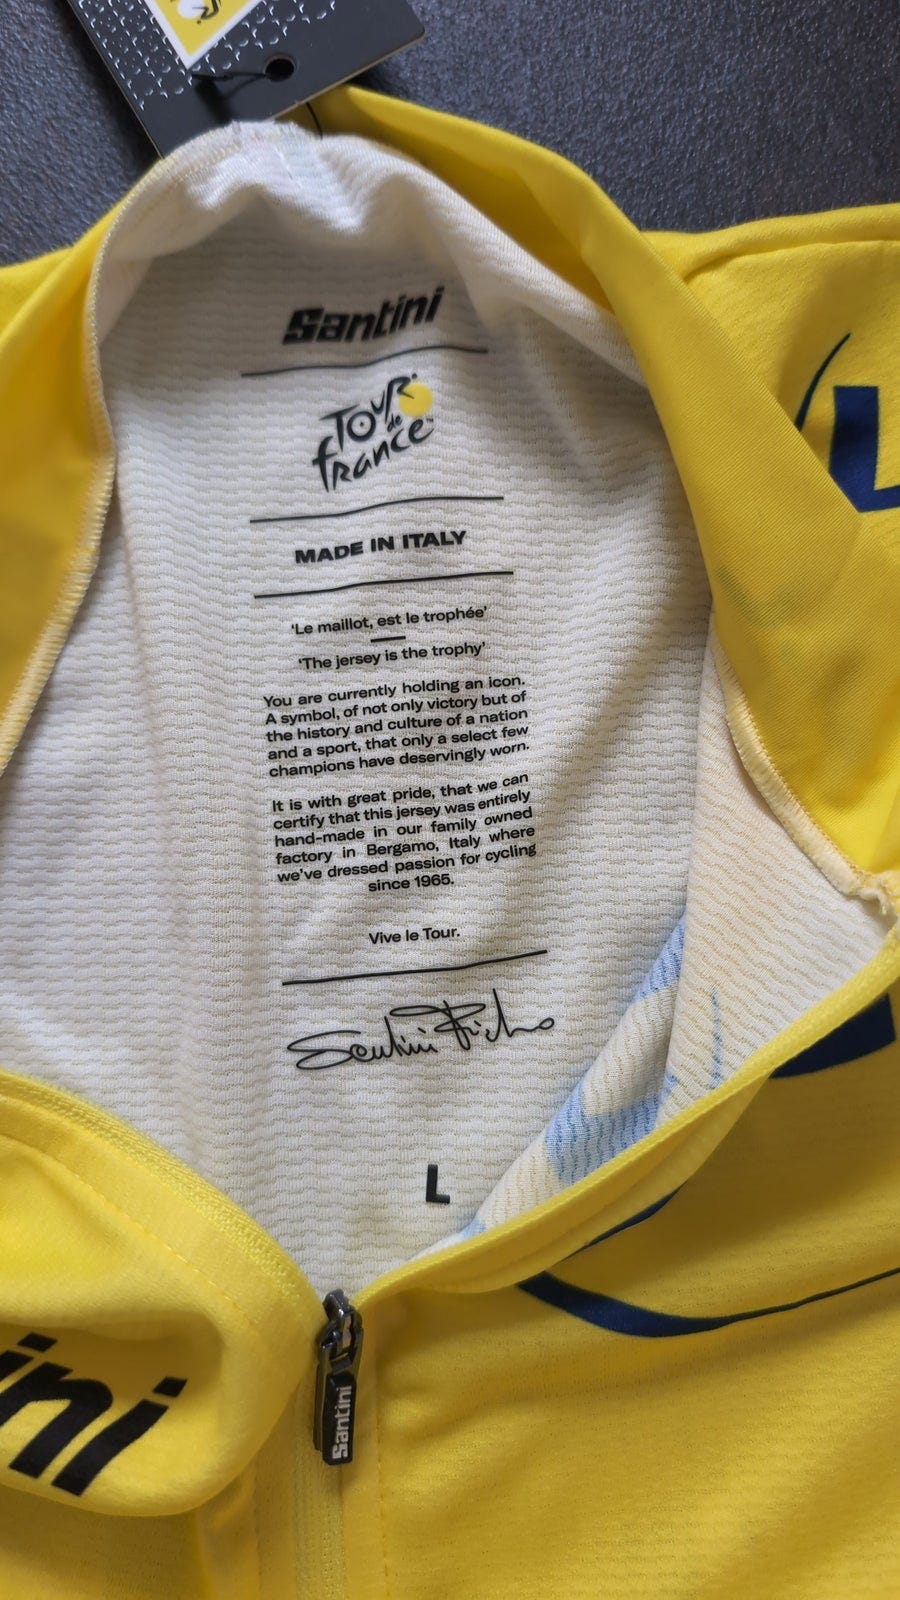 Santini
TOUR
de
france™
MADE IN ITALY
'Le maillot, est le trophée'
'The jersey is the trophy'
You are currently holding an icon.
A symbol, of not only victory but of
the history and culture of a nation
and a sport, that only a select few
champions have deservingly worn.
It is with great pride, that we can
certify that this jersey was entirely
hand-made in our family owned
factory in Bergamo, Italy where
we've dressed passion for cycling
since 1965.
Vive le Tour.
Santini
L
ini
Santini